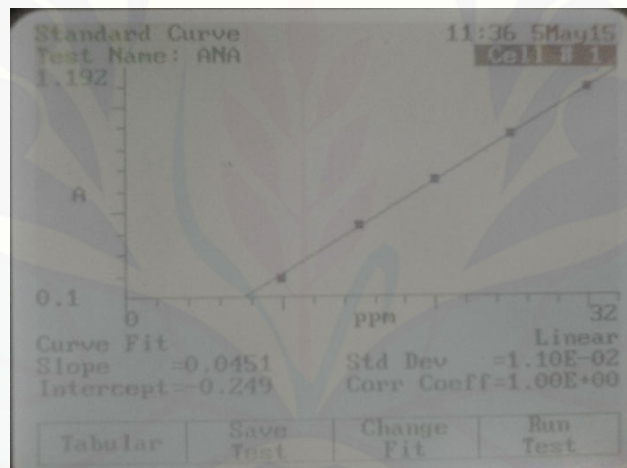 Standard Curve 11:36 5May15
Test Name: ANA Cell # 1
1.192
A
0.1
0 ppm 32
Curve Fit Linear
Slope =0.0451 Std Dev =1.10E-02
Intercept=-0.249 Corr Coeff=1.00E+00
Tabular Save Test Change Fit Run Test